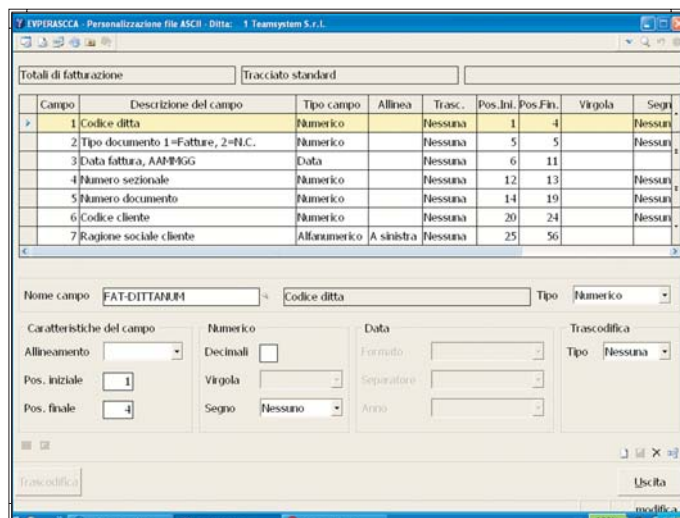 EVPERASCCA - Personalizzazione file ASCII - Ditta: 1 Teamsystem S.r.l.
Totali di fatturazione Tracciato standard
Campo Descrizione del campo Tipo campo Allinea Trasc. Pos.Ini. Pos.Fin. Virgola Segn
1 Codice ditta Numerico Nessuna 1 4 Nessun
2 Tipo documento 1=Fatture, 2=N.C. Numerico Nessuna 5 5 Nessun
3 Data fattura, AAMMGG Data Nessuna 6 11
4 Numero sezionale Numerico Nessuna 12 13 Nessun
5 Numero documento Numerico Nessuna 14 19 Nessun
6 Codice cliente Numerico Nessuna 20 24 Nessun
7 Ragione sociale cliente Alfanumerico A sinistra Nessuna 25 56
Nome campo FAT-DITTANUM Codice ditta Tipo Numerico
Caratteristiche del campo Numerico Data Trascodifica
Allineamento Decimali Formato Tipo Nessuna
Pos. iniziale 1 Virgola Separatore
Pos. finale 4 Segno Nessuno Anno
Trascodifica Uscita
modifica